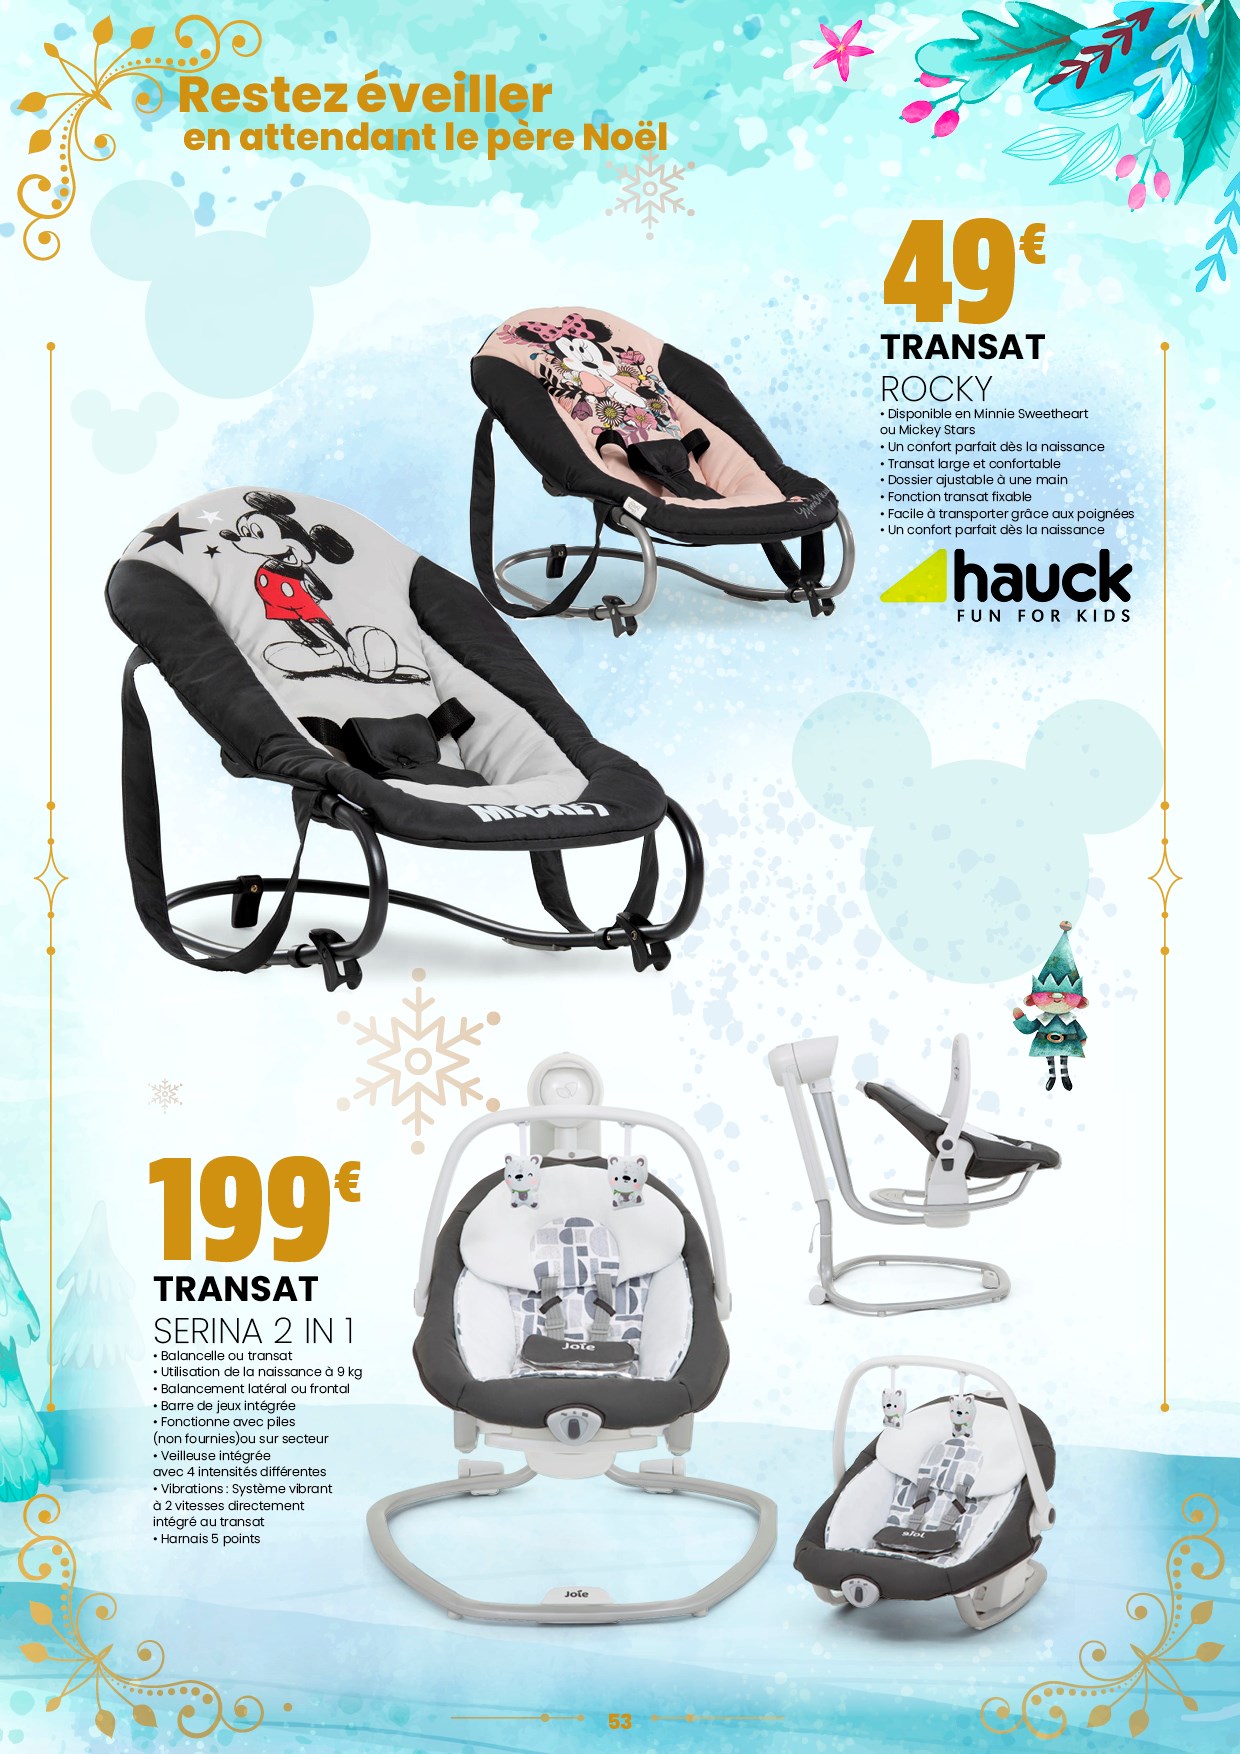 Restez éveiller
en attendant le père Noël
49€
TRANSAT
ROCKY
• Disponible en Minnie Sweetheart
ou Mickey Stars
• Un confort parfait dès la naissance
• Transat large et confortable
• Dossier ajustable à une main
• Fonction transat fixable
• Facile à transporter grâce aux poignées
• Un confort parfait dès la naissance
hauck
FUN FOR KIDS
MICKEY
199€
TRANSAT
SERINA 2 IN 1
• Balancelle ou transat
• Utilisation de la naissance à 9 kg
• Balancement latéral ou frontal
• Barre de jeux intégrée
• Fonctionne avec piles
(non fournies)ou sur secteur
• Veilleuse intégrée
avec 4 intensités différentes
• Vibrations : Système vibrant
à 2 vitesses directement
intégré au transat
• Harnais 5 points
Joie
Joie
Joie
53